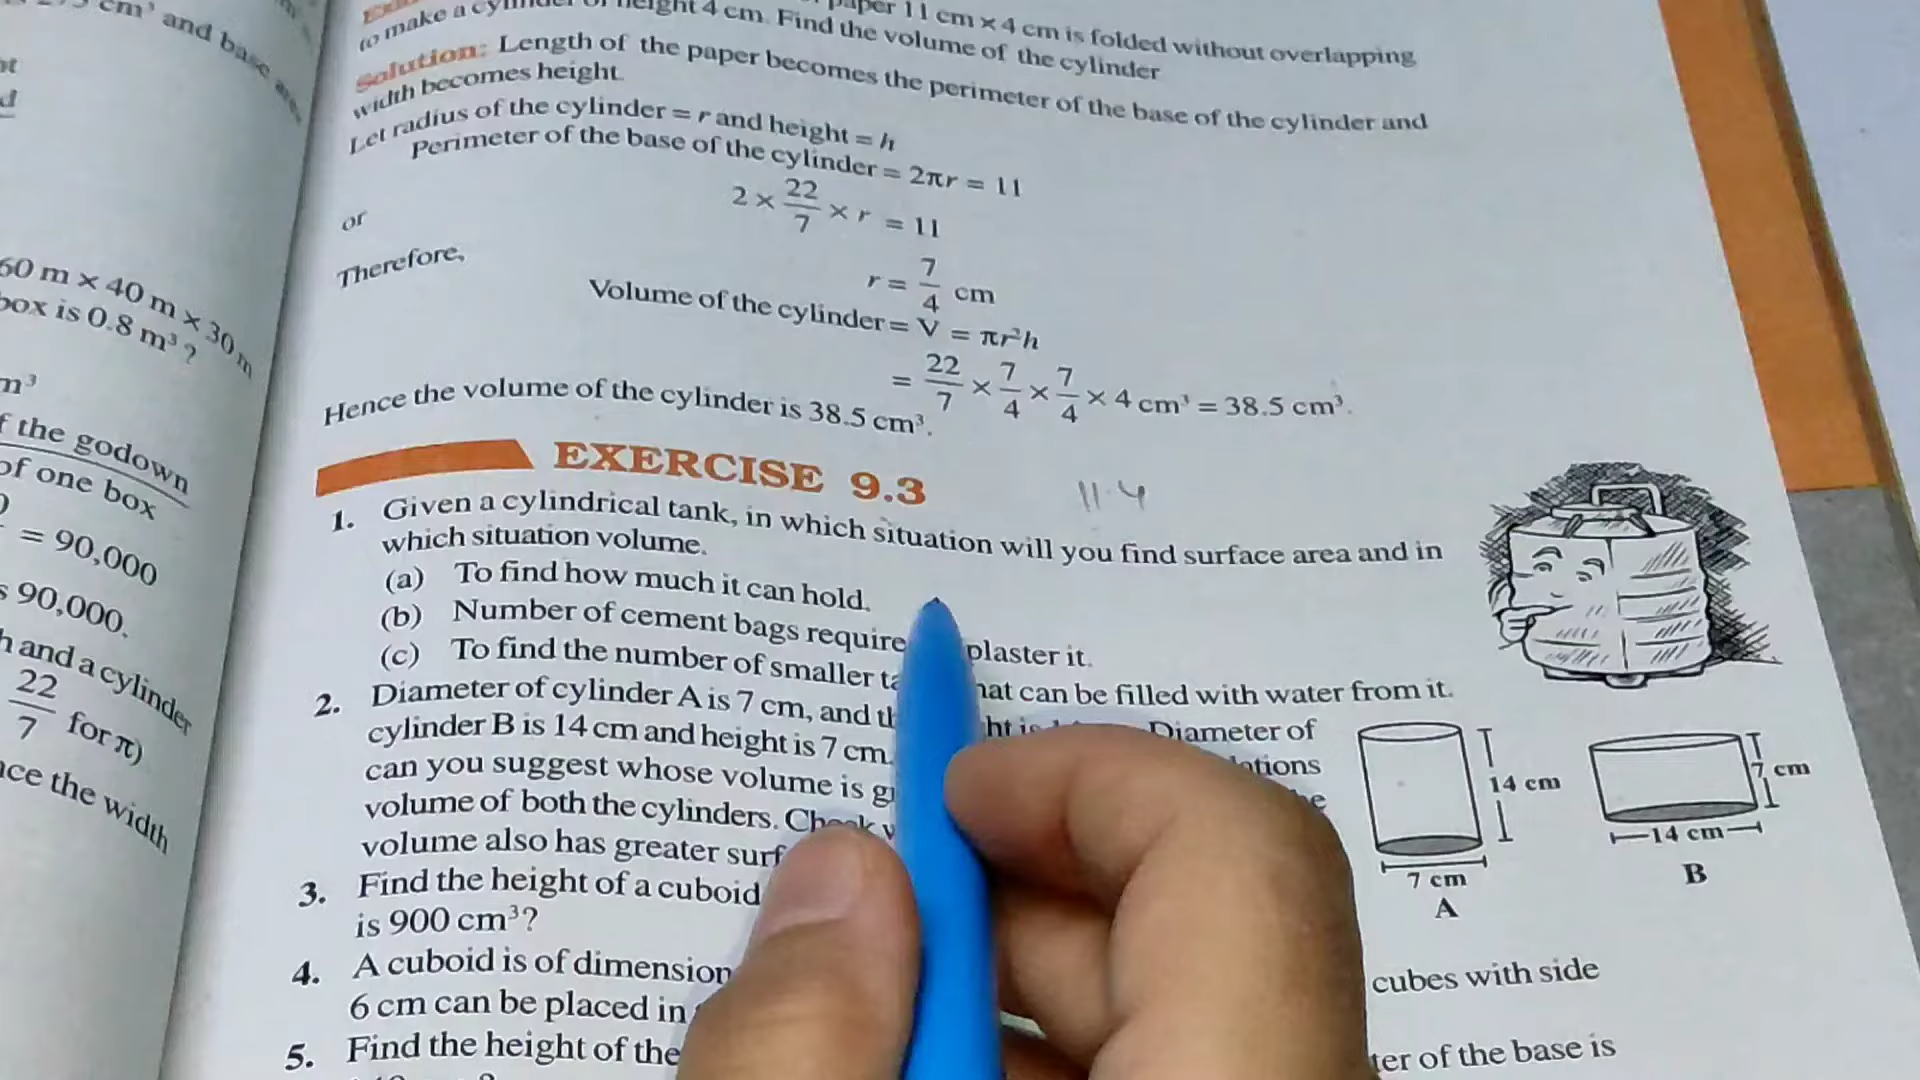 cm³ and base area
60 m × 40 m × 30 m
box is 0.8 m³ ?
m³
f the godown
of one box
= 90,000
s 90,000.
h and a cylinder
22/7 for π)
ace the width
paper 11 cm × 4 cm is folded without overlapping
to make a cylinder of height 4 cm. Find the volume of the cylinder
Solution: Length of the paper becomes the perimeter of the base of the cylinder and
width becomes height.
Let radius of the cylinder = r and height = h
Perimeter of the base of the cylinder = 2πr = 11
or 2 × 22/7 × r = 11
Therefore, r = 7/4 cm
Volume of the cylinder = V = πr²h
= 22/7 × 7/4 × 7/4 × 4 cm³ = 38.5 cm³.
Hence the volume of the cylinder is 38.5 cm³.
EXERCISE 9.3
11.4
1. Given a cylindrical tank, in which situation will you find surface area and in
which situation volume.
(a) To find how much it can hold.
(b) Number of cement bags require plaster it.
(c) To find the number of smaller ta hat can be filled with water from it.
2. Diameter of cylinder A is 7 cm, and th ht is Diameter of
cylinder B is 14 cm and height is 7 cm. lations
can you suggest whose volume is g
volume of both the cylinders. Check
volume also has greater surf
14 cm
7 cm
A
7 cm
14 cm
B
3. Find the height of a cuboid
is 900 cm³?
4. A cuboid is of dimension cubes with side
6 cm can be placed in
5. Find the height of the ter of the base is